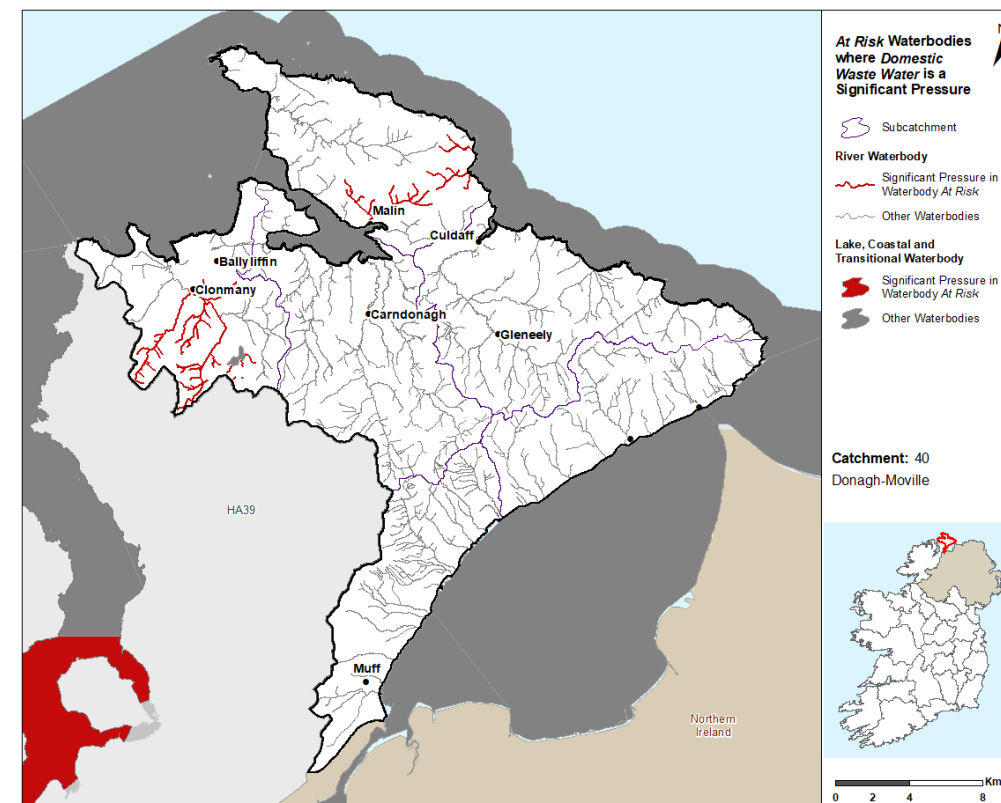 At Risk Waterbodies
where Domestic
Waste Water is a
Significant Pressure
N
Subcatchment
River Waterbody
Significant Pressure in
Waterbody At Risk
Other Waterbodies
Lake, Coastal and
Transitional Waterbody
Significant Pressure in
Waterbody At Risk
Other Waterbodies
Catchment: 40
Donagh-Moville
Km
0 2 4 8
Malin
Culdaff
Ballyliffin
Clonmany
Carndonagh
Gleneely
HA39
Muff
Northern
Ireland